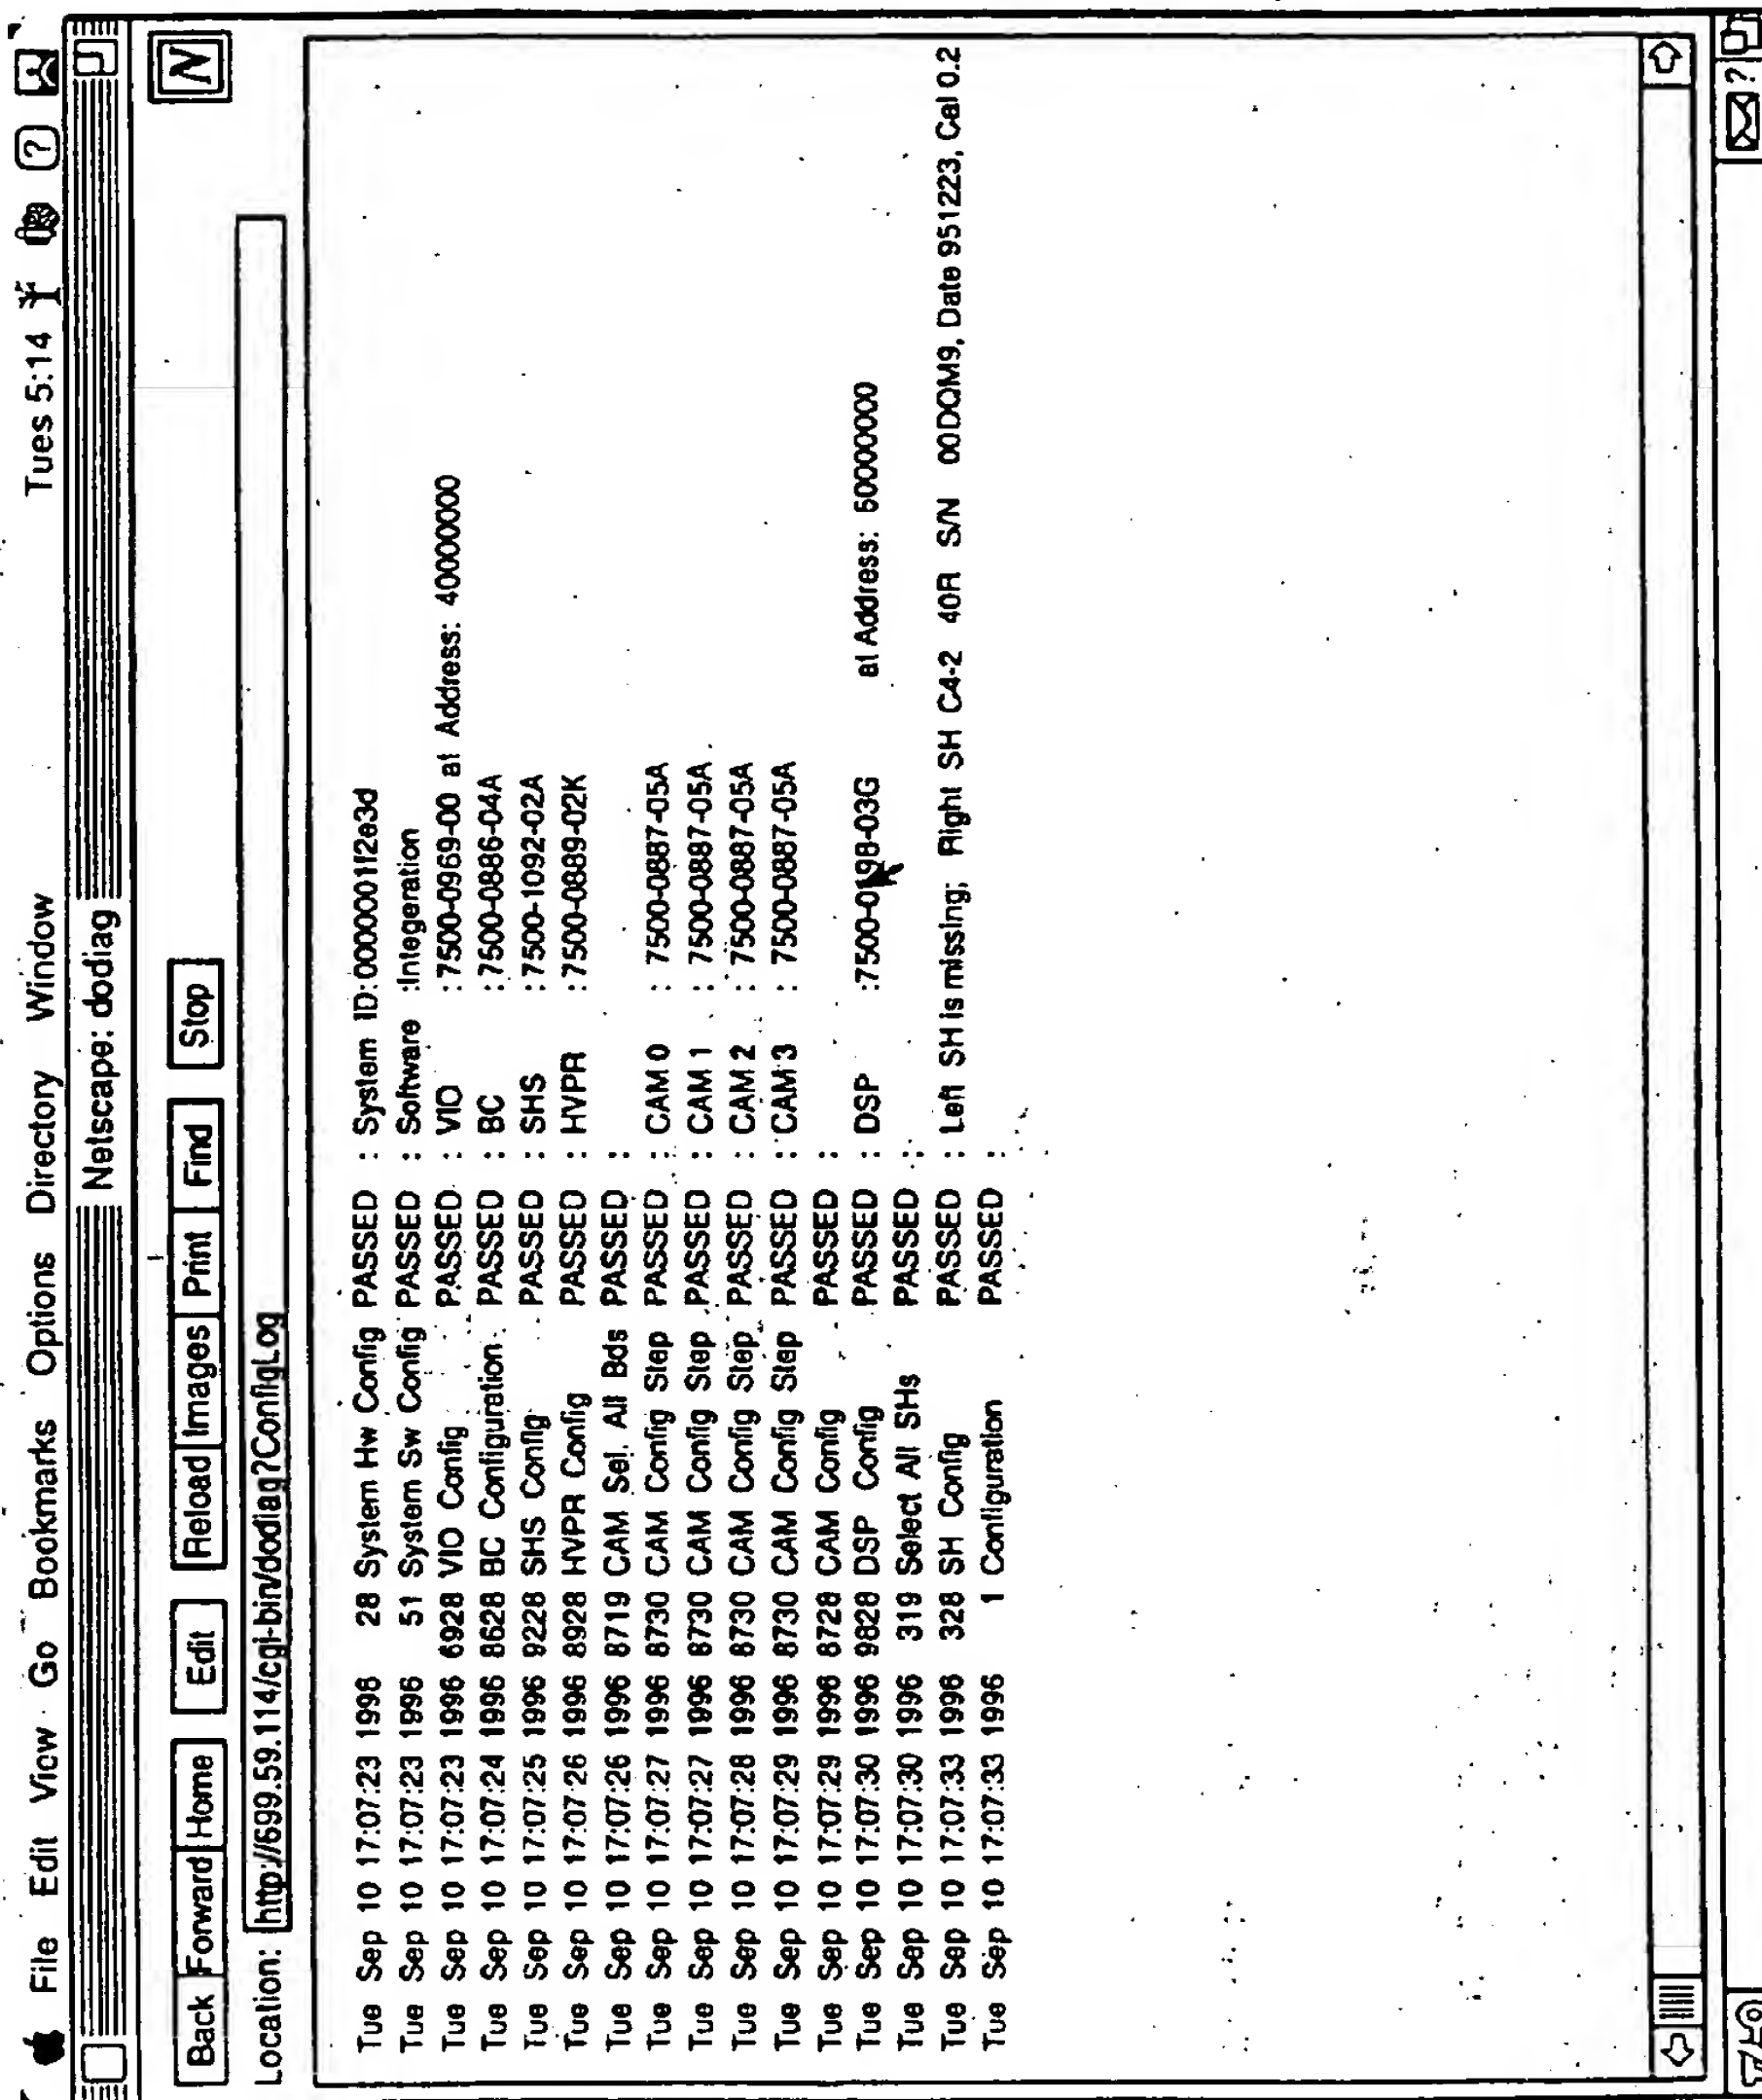 File Edit View Go Bookmarks Options Directory Window Tues 5:14 ?
Netscape: dodiag
Back Forward Home Edit Reload Images Print Find Stop N
Location: http://699.59.114/cgi-bin/dodiag?ConfigLog
Tue Sep 10 17:07:23 1996 28 System Hw Config PASSED : System ID:000001f2e3d
Tue Sep 10 17:07:23 1996 51 System Sw Config PASSED : Software :Integeration
Tue Sep 10 17:07:23 1996 6928 VIO Config PASSED : VIO :7500-0969-00 at Address: 40000000
Tue Sep 10 17:07:24 1996 8628 BC Configuration PASSED : BC :7500-0886-04A
Tue Sep 10 17:07:25 1996 9228 SHS Config PASSED : SHS :7500-1092-02A
Tue Sep 10 17:07:26 1996 8928 HVPR Config PASSED : HVPR :7500-0889-02K
Tue Sep 10 17:07:26 1996 8719 CAM Sel. All Bds PASSED :
Tue Sep 10 17:07:27 1996 8730 CAM Config Step PASSED : CAM 0 : 7500-0887-05A
Tue Sep 10 17:07:27 1996 8730 CAM Config Step PASSED : CAM 1 : 7500-0887-05A
Tue Sep 10 17:07:28 1996 8730 CAM Config Step PASSED : CAM 2 : 7500-0887-05A
Tue Sep 10 17:07:29 1996 8730 CAM Config Step PASSED : CAM 3 : 7500-0887-05A
Tue Sep 10 17:07:29 1996 8728 CAM Config PASSED :
Tue Sep 10 17:07:30 1996 9828 DSP Config PASSED : DSP :7500-0198-03G at Address: 50000000
Tue Sep 10 17:07:30 1996 319 Select All SHs PASSED :
Tue Sep 10 17:07:33 1996 328 SH Config PASSED : Left SH is missing; Right SH C4-2 40R S/N 00DQM9, Date 951223, Cal 0.2
Tue Sep 10 17:07:33 1996 1 Configuration PASSED :
?